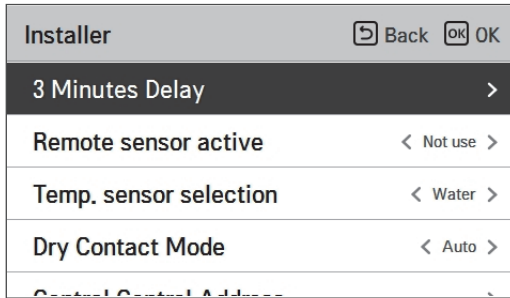 Installer Back OK OK
3 Minutes Delay >
Remote sensor active < Not use >
Temp. sensor selection < Water >
Dry Contact Mode < Auto >